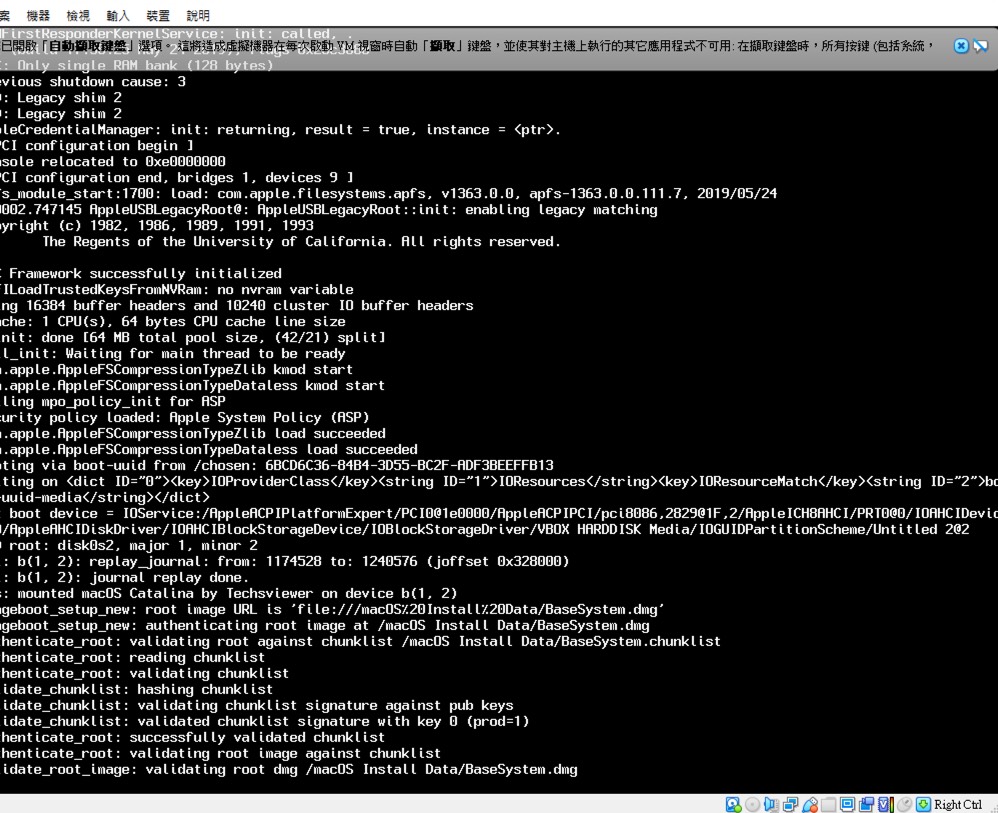 案 機器 檢視 輸入 裝置 說明
FirstResponderKernelService: init: called, .
已開啟「自動擷取鍵盤」選項。這將造成虛擬機器在每次啟動 VM 視窗時自動「擷取」鍵盤，並使其對主機上執行的其它應用程式不可用: 在擷取鍵盤時，所有按鍵 (包括系統，
: Only single RAM bank (128 bytes)
evious shutdown cause: 3
: Legacy shim 2
: Legacy shim 2
pleCredentialManager: init: returning, result = true, instance = <ptr>.
PCI configuration begin ]
nsole relocated to 0xe0000000
PCI configuration end, bridges 1, devices 9 ]
fs_module_start:1700: load: com.apple.filesystems.apfs, v1363.0.0, apfs-1363.0.0.111.7, 2019/05/24
0002.747145 AppleUSBLegacyRoot@: AppleUSBLegacyRoot::init: enabling legacy matching
pyright (c) 1982, 1986, 1989, 1991, 1993
The Regents of the University of California. All rights reserved.
C Framework successfully initialized
FILoadTrustedKeysFromNVRam: no nvram variable
ing 16384 buffer headers and 10240 cluster IO buffer headers
ache: 1 CPU(s), 64 bytes CPU cache line size
init: done [64 MB total pool size, (42/21) split]
ll_init: Waiting for main thread to be ready
m.apple.AppleFSCompressionTypeZlib kmod start
m.apple.AppleFSCompressionTypeDataless kmod start
lling mpo_policy_init for ASP
curity policy loaded: Apple System Policy (ASP)
m.apple.AppleFSCompressionTypeZlib load succeeded
m.apple.AppleFSCompressionTypeDataless load succeeded
oting via boot-uuid from /chosen: 6BCD6C36-84B4-3D55-BC2F-ADF3BEEFFB13
iting on <dict ID="0"><key>IOProviderClass</key><string ID="1">IOResources</string><key>IOResourceMatch</key><string ID="2">bo
-uuid-media</string></dict>
t boot device = IOService:/AppleACPIPlatformExpert/PCI0@1e0000/AppleACPIPCI/pci8086,2829@1F,2/AppleICH8AHCI/PRT0@0/IOAHCIDevic
/AppleAHCIDiskDriver/IOAHCIBlockStorageDevice/IOBlockStorageDriver/VBOX HARDDISK Media/IOGUIDPartitionScheme/Untitled 2@2
D root: disk0s2, major 1, minor 2
: b(1, 2): replay_journal: from: 1174528 to: 1240576 (joffset 0x328000)
: b(1, 2): journal replay done.
s: mounted macOS Catalina by Techsviewer on device b(1, 2)
ageboot_setup_new: root image URL is 'file:///macOS%20Install%20Data/BaseSystem.dmg'
ageboot_setup_new: authenticating root image at /macOS Install Data/BaseSystem.dmg
thenticate_root: validating root against chunklist /macOS Install Data/BaseSystem.chunklist
thenticate_root: reading chunklist
thenticate_root: validating chunklist
lidate_chunklist: hashing chunklist
lidate_chunklist: validating chunklist signature against pub keys
lidate_chunklist: validated chunklist signature with key 0 (prod=1)
thenticate_root: successfully validated chunklist
thenticate_root: validating root image against chunklist
lidate_root_image: validating root dmg /macOS Install Data/BaseSystem.dmg
Right Ctrl